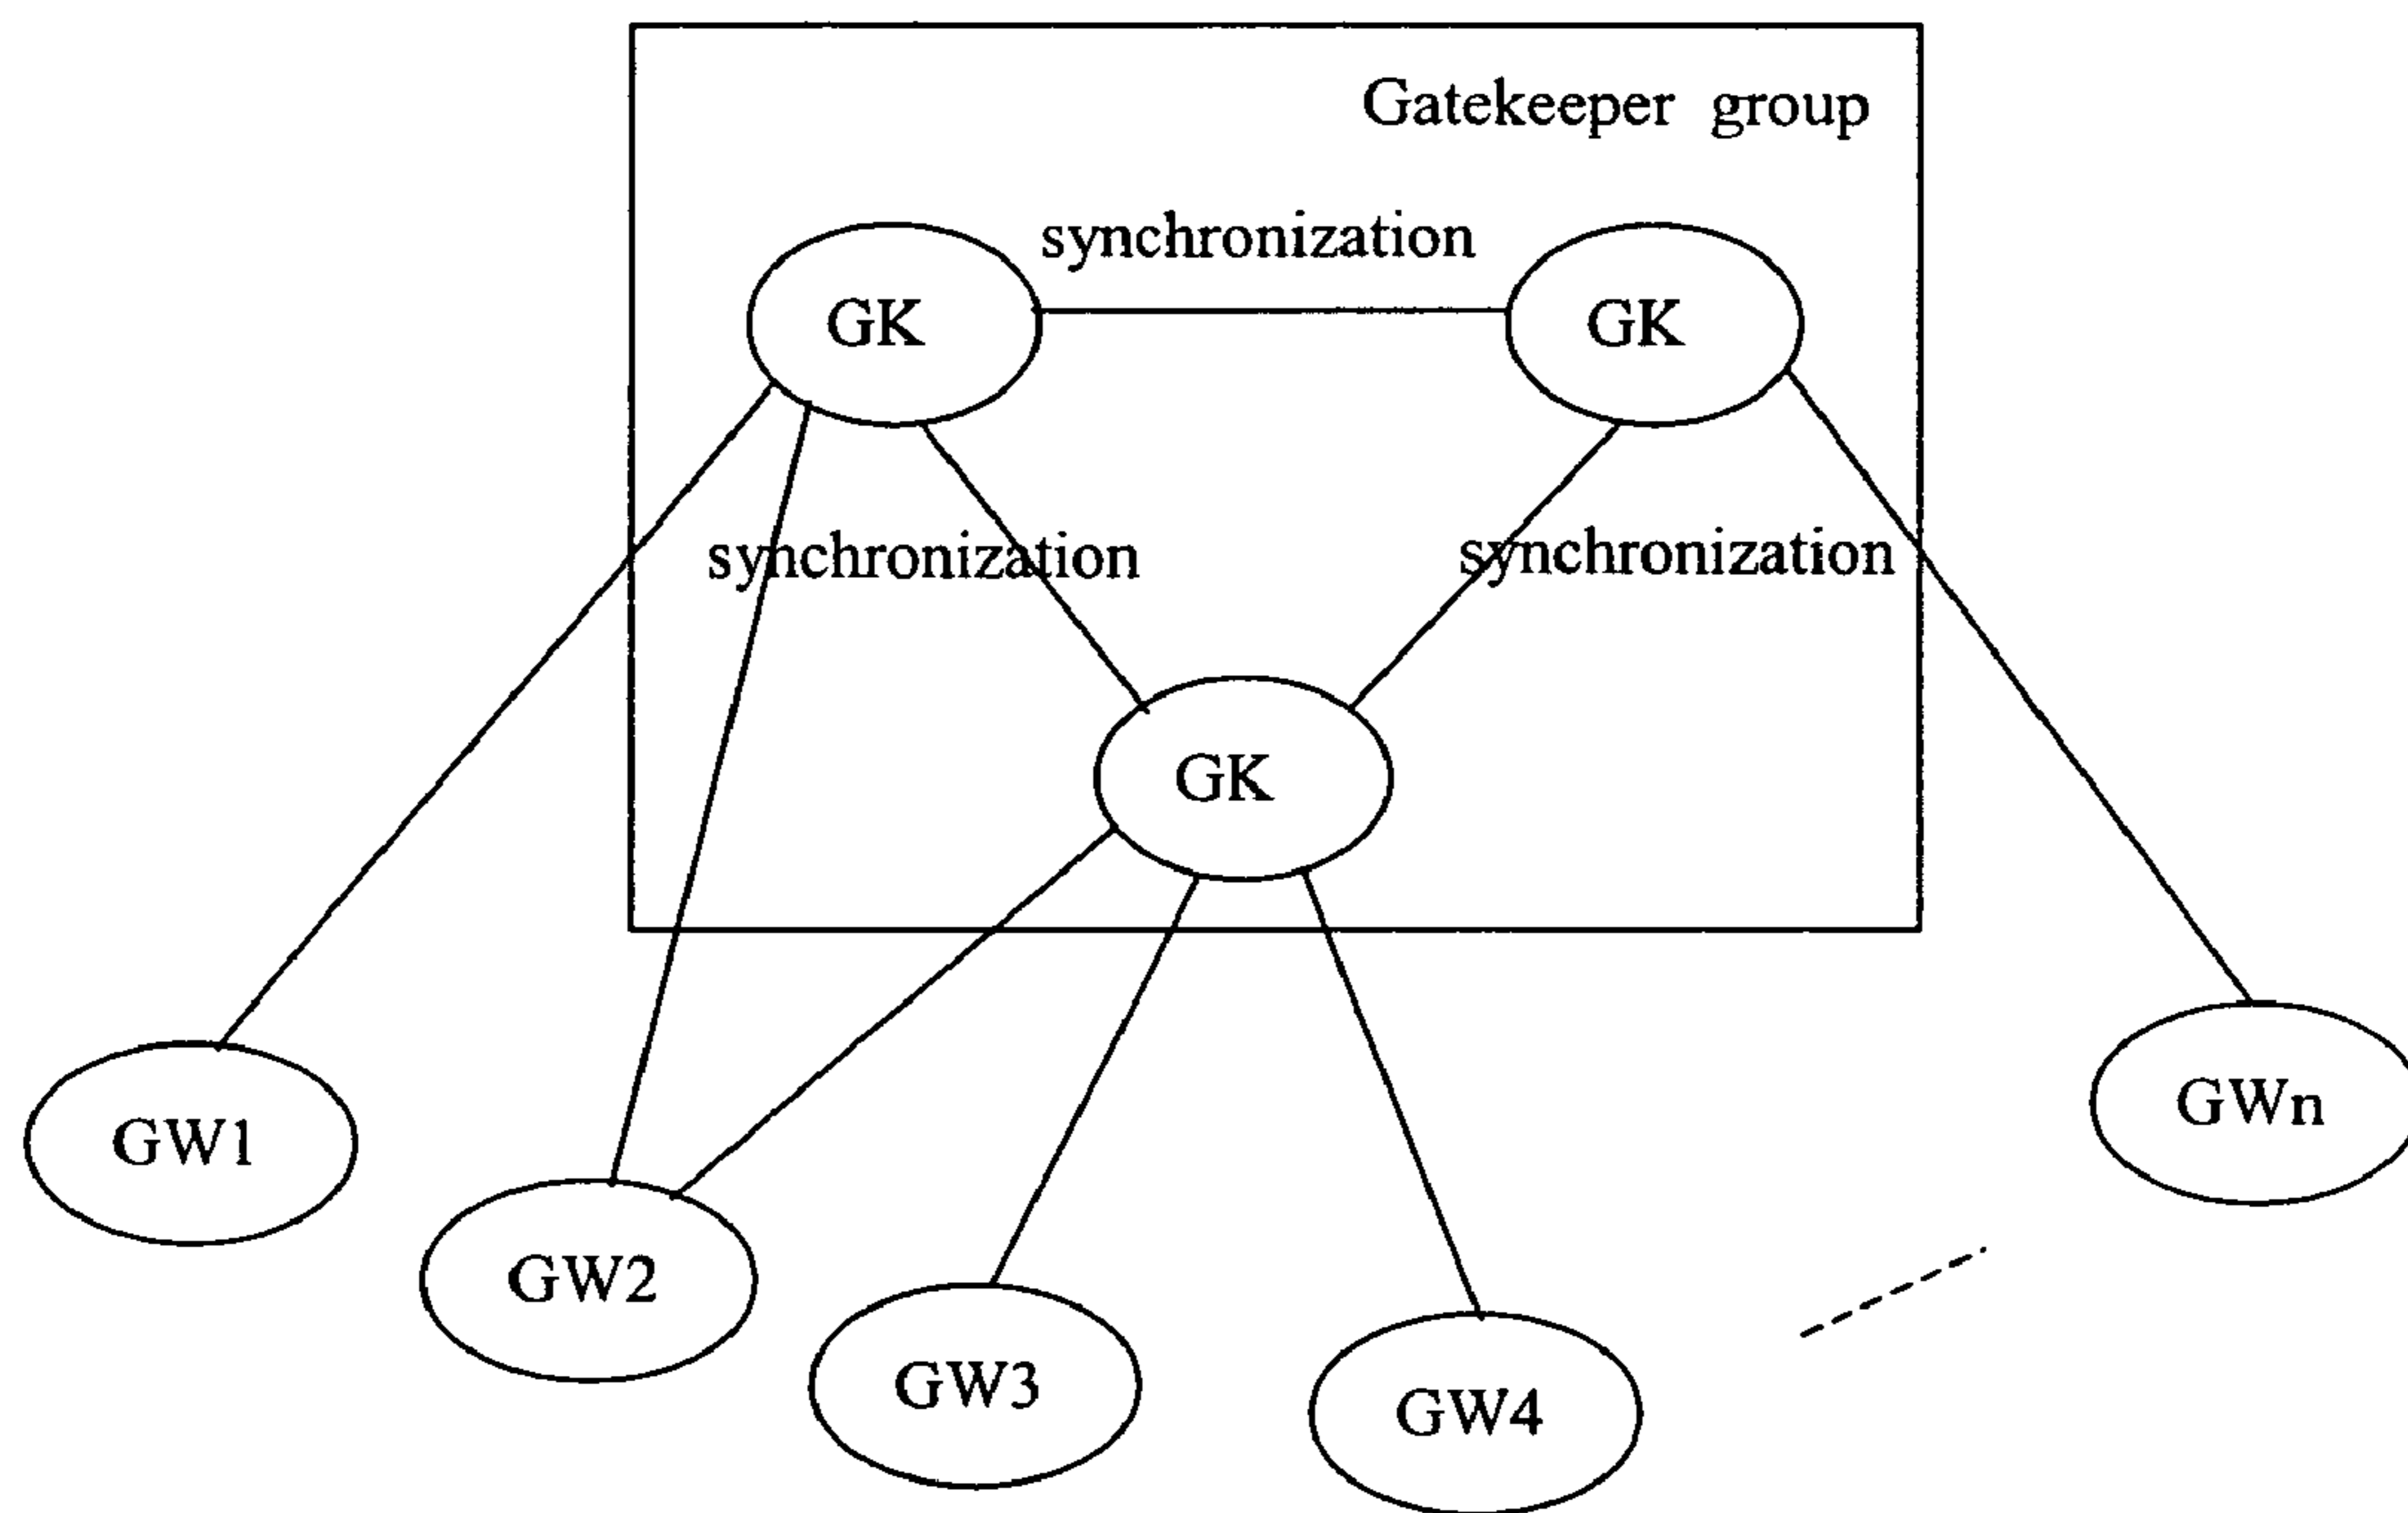 Gatekeeper group
synchronization
GK
GK
synchronization
synchronization
GK
GW1
GWn
GW2
GW3
GW4